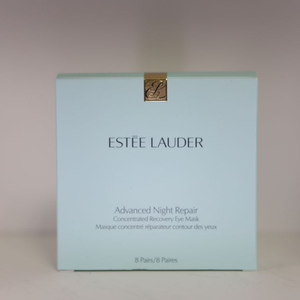 ESTĒE LAUDER
Advanced Night Repair
Concentrated Recovery Eye Mask
Masque concentré réparateur contour des yeux
8 Pairs/8 Paires